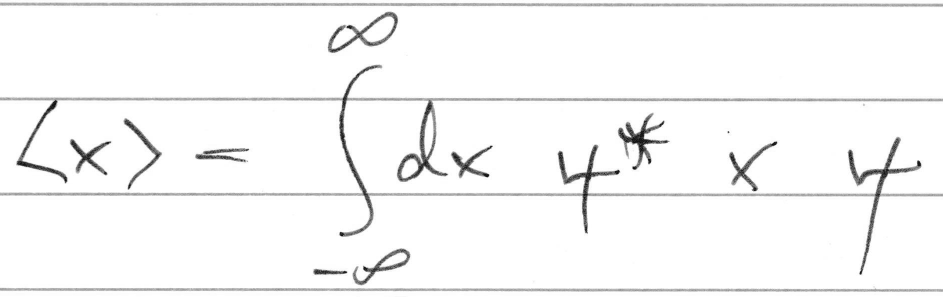 ⟨x⟩ = ∫_{-∞}^{∞} dx ψ* x ψ